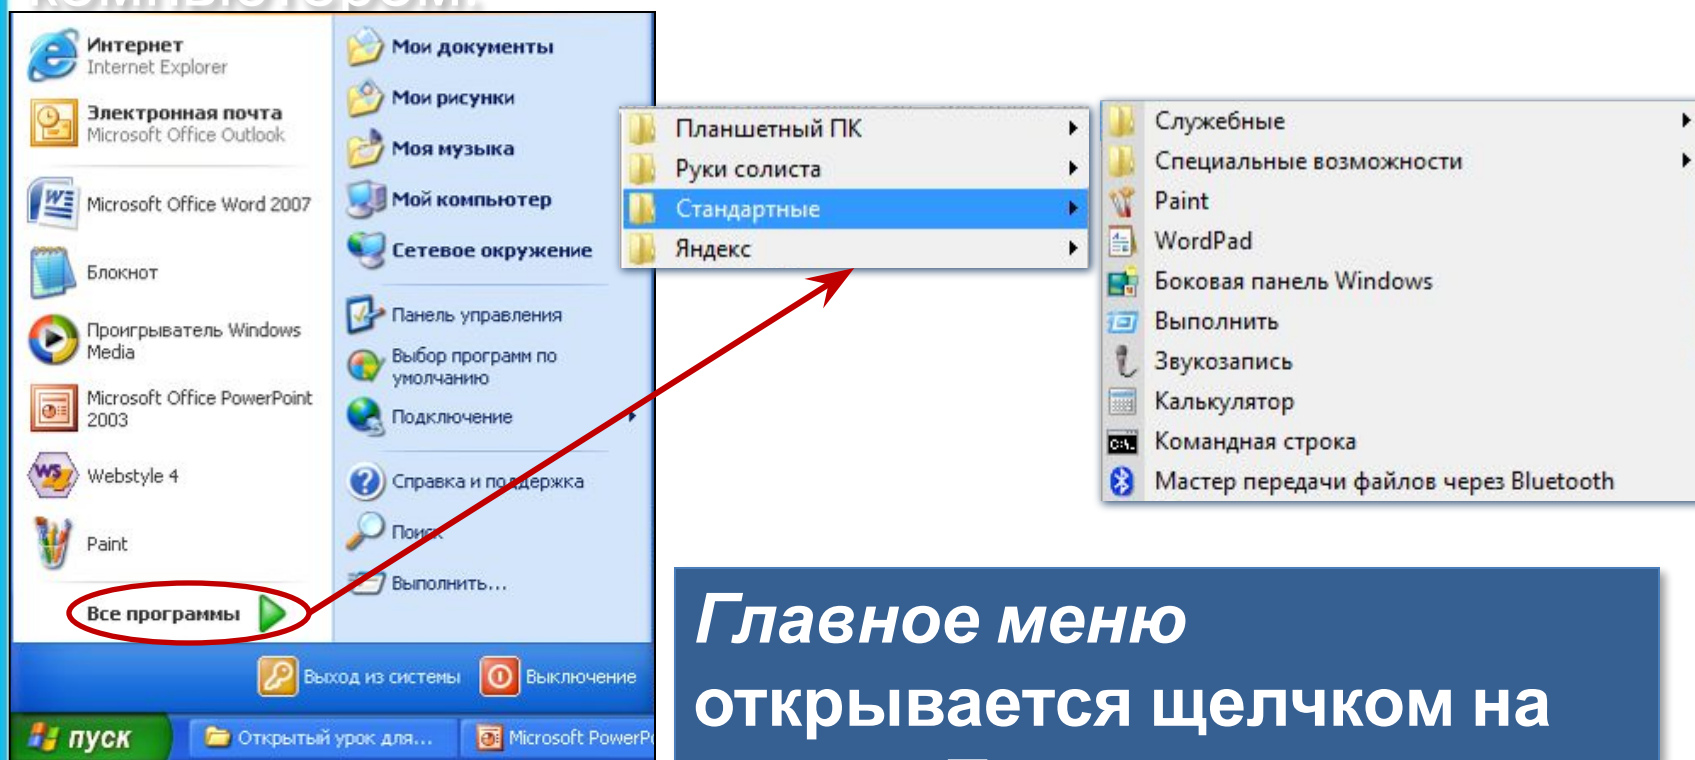 компьютером.
Интернет
Internet Explorer
Электронная почта
Microsoft Office Outlook
Microsoft Office Word 2007
Блокнот
Проигрыватель Windows
Media
Microsoft Office PowerPoint
2003
Webstyle 4
Paint
Все программы
Мои документы
Мои рисунки
Моя музыка
Мой компьютер
Сетевое окружение
Панель управления
Выбор программ по
умолчанию
Подключение
Справка и поддержка
Поиск
Выполнить...
Выход из системы
Выключение
пуск
Открытый урок для...
Microsoft PowerP
Планшетный ПК
Руки солиста
Стандартные
Яндекс
Служебные
Специальные возможности
Paint
WordPad
Боковая панель Windows
Выполнить
Звукозапись
Калькулятор
Командная строка
Мастер передачи файлов через Bluetooth
Главное меню
открывается щелчком на